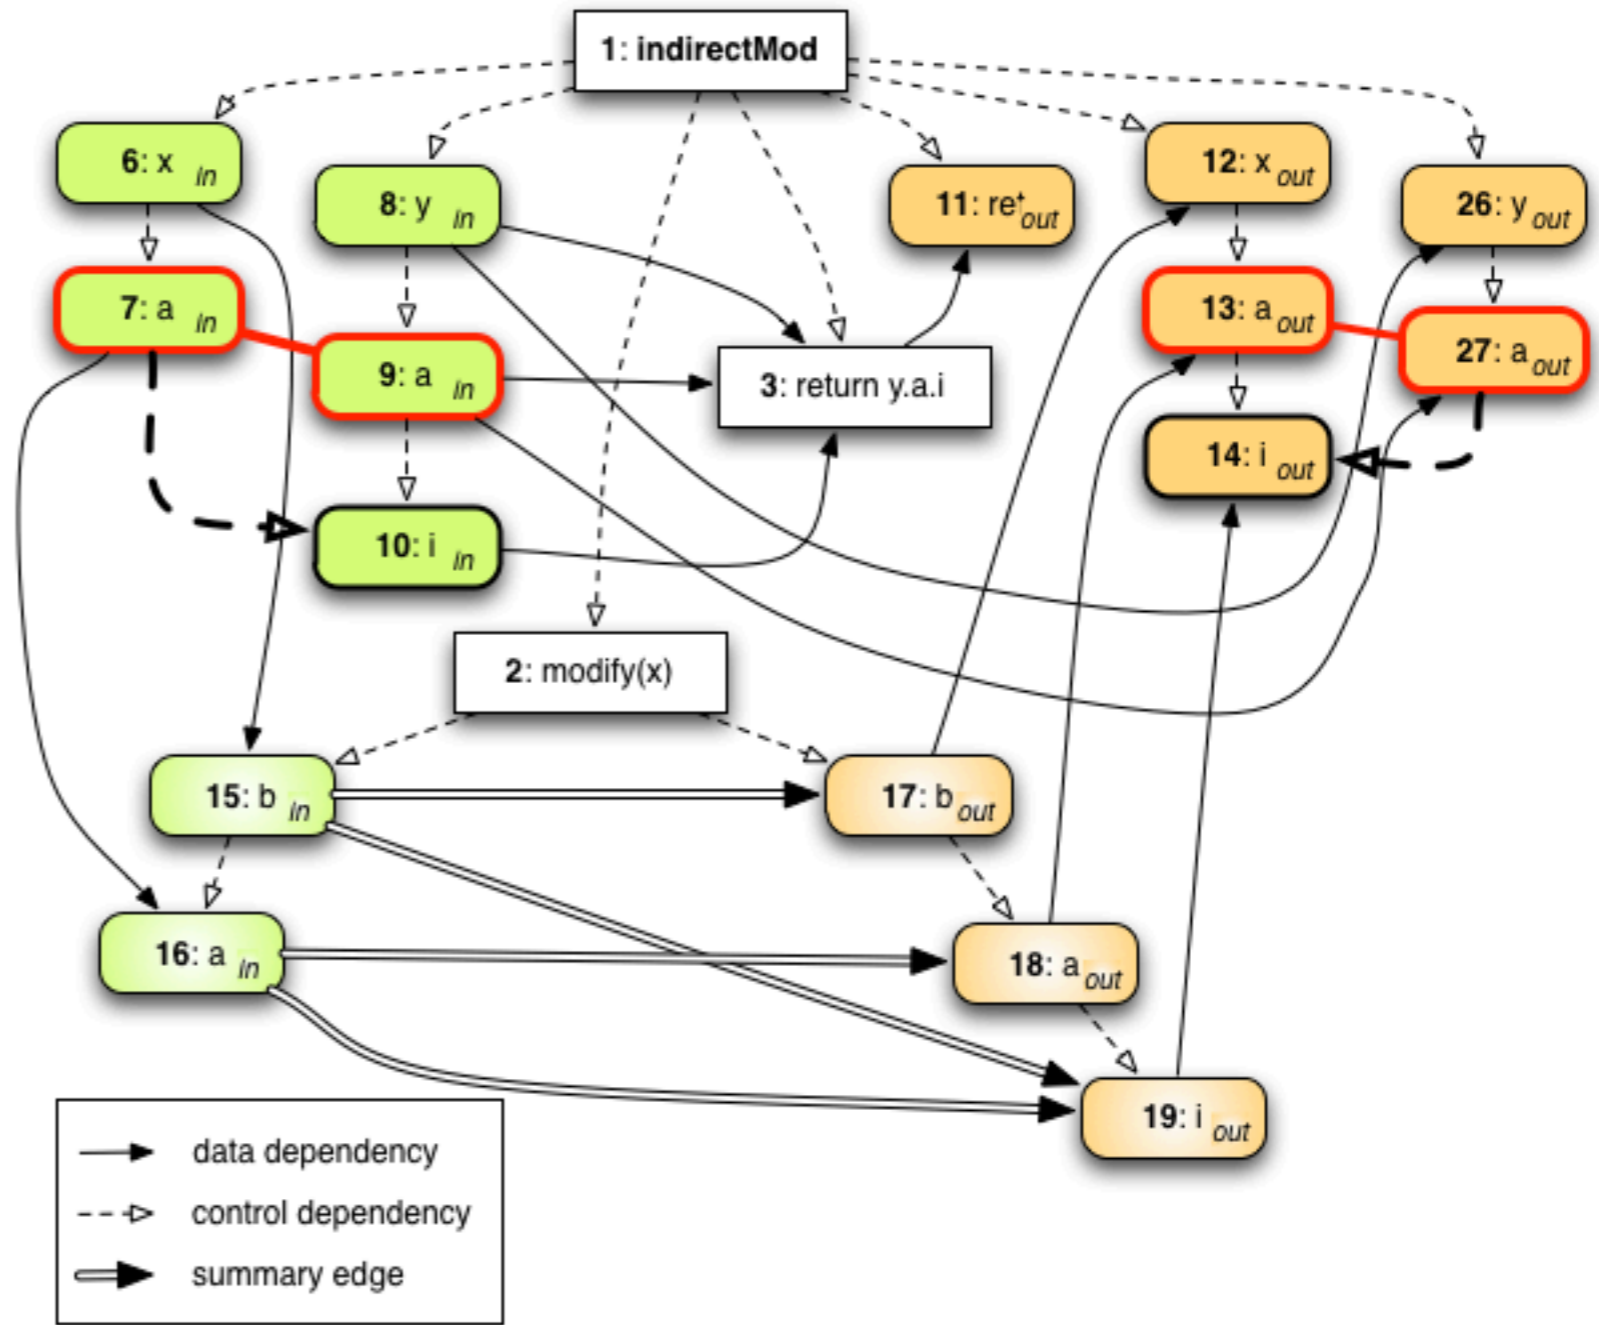 1: indirectMod
6: x in
8: y in
11: re out
12: x out
26: y out
7: a in
9: a in
3: return y.a.i
13: a out
27: a out
14: i out
10: i in
2: modify(x)
15: b in
17: b out
16: a in
18: a out
19: i out
data dependency
control dependency
summary edge